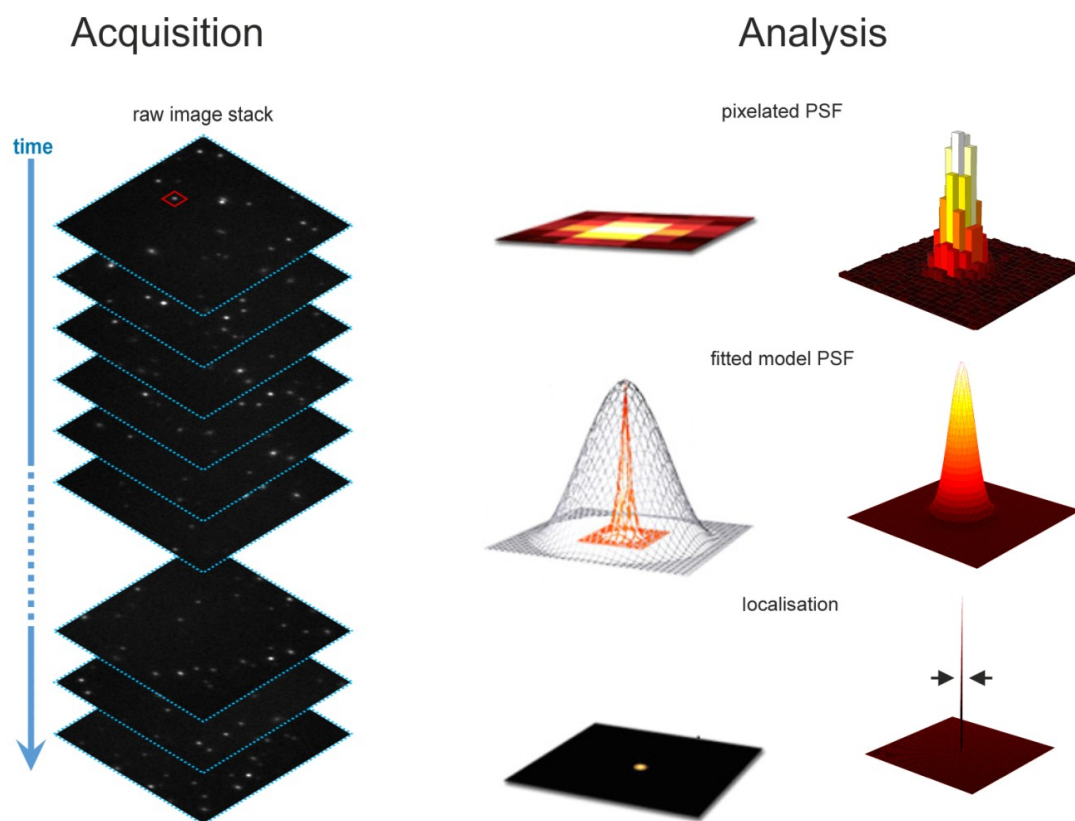 Acquisition
Analysis
raw image stack
time
pixelated PSF
fitted model PSF
localisation